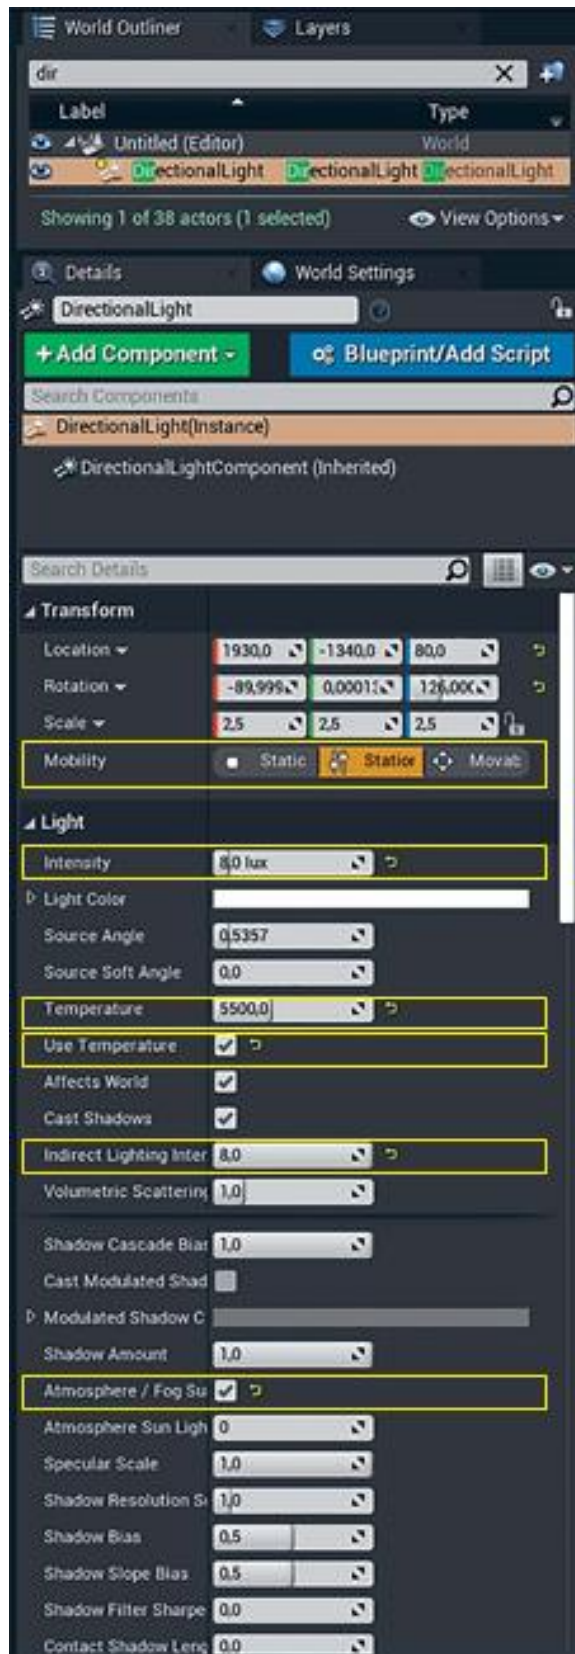 World Outliner Layers
dir
Label Type
Untitled (Editor) World
DirectionalLight DirectionalLight DirectionalLight
Showing 1 of 38 actors (1 selected) View Options
Details World Settings
DirectionalLight
+Add Component Blueprint/Add Script
Search Components
DirectionalLight(Instance)
DirectionalLightComponent (Inherited)
Search Details
Transform
Location 1930,0 -1340,0 80,0
Rotation -89,999 0,0001 126,00
Scale 2,5 2,5 2,5
Mobility Static Station Movab
Light
Intensity 8,0 lux
Light Color
Source Angle 0,5357
Source Soft Angle 0,0
Temperature 5500,0
Use Temperature
Affects World
Cast Shadows
Indirect Lighting Inter 8,0
Volumetric Scattering 1,0
Shadow Cascade Bias 1,0
Cast Modulated Shad
Modulated Shadow C
Shadow Amount 1,0
Atmosphere / Fog Su
Atmosphere Sun Ligh 0
Specular Scale 1,0
Shadow Resolution S 1,0
Shadow Bias 0,5
Shadow Slope Bias 0,5
Shadow Filter Sharpe 0,0
Contact Shadow Leng 0,0